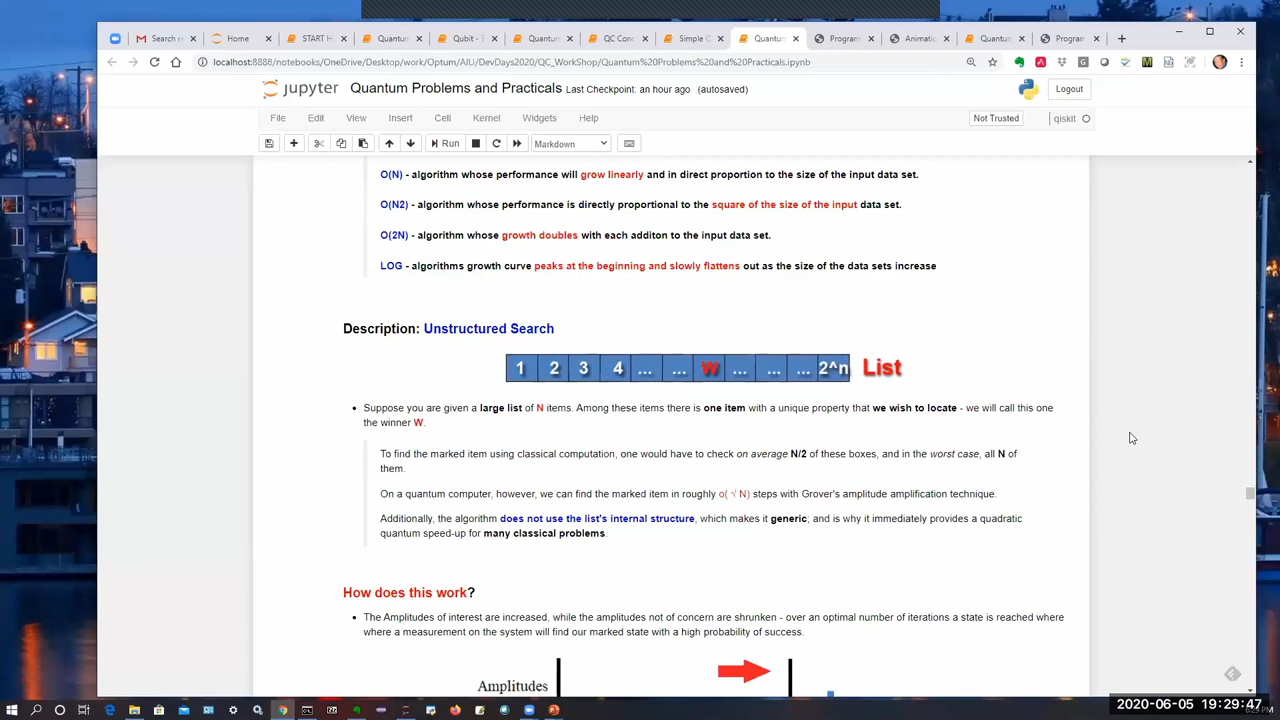 Search re
Home
START H
Quantum
Qubit -
Quantum
QC Conc
Simple Q
Quantum
Program
Animatio
Quantum
Program
localhost:8888/notebooks/OneDrive/Desktop/work/Optum/AIU/DevDays2020/QC_WorkShop/Quantum%20Problems%20and%20Practicals.ipynb
jupyter Quantum Problems and Practicals Last Checkpoint: an hour ago (autosaved) Logout
File Edit View Insert Cell Kernel Widgets Help Not Trusted qiskit
Run Markdown
O(N) - algorithm whose performance will grow linearly and in direct proportion to the size of the input data set.
O(N2) - algorithm whose performance is directly proportional to the square of the size of the input data set.
O(2N) - algorithm whose growth doubles with each additon to the input data set.
LOG - algorithms growth curve peaks at the beginning and slowly flattens out as the size of the data sets increase
Description: Unstructured Search
1 2 3 4 ... ... W ... ... ... 2^n List
• Suppose you are given a large list of N items. Among these items there is one item with a unique property that we wish to locate - we will call this one
the winner W.
To find the marked item using classical computation, one would have to check on average N/2 of these boxes, and in the worst case, all N of
them.
On a quantum computer, however, we can find the marked item in roughly o( √ N) steps with Grover's amplitude amplification technique.
Additionally, the algorithm does not use the list's internal structure, which makes it generic; and is why it immediately provides a quadratic
quantum speed-up for many classical problems.
How does this work?
• The Amplitudes of interest are increased, while the amplitudes not of concern are shrunken - over an optimal number of iterations a state is reached where
where a measurement on the system will find our marked state with a high probability of success.
Amplitudes
2020-06-05 19:29:47